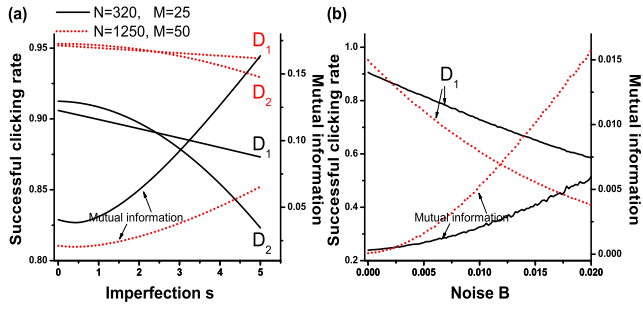 (a)
N=320, M=25
N=1250, M=50
Successful clicking rate
0.95
0.90
0.85
0.80
D1
D2
D1
D2
Mutual information
0.15
0.10
0.05
Mutual information
0 1 2 3 4 5
Imperfection s
(b)
Successful clicking rate
1.0
0.8
0.6
0.4
0.2
D1
Mutual information
0.015
0.010
0.005
0.000
Mutual information
0.000 0.005 0.010 0.015 0.020
Noise B